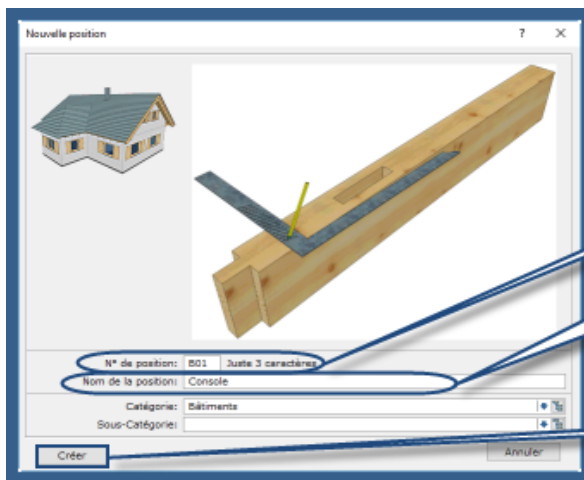 Nouvelle position ? ×
N° de position: B01 Juste 3 caractères
Nom de la position: Console
Catégorie: Bâtiments
Sous-Catégorie:
Créer Annuler